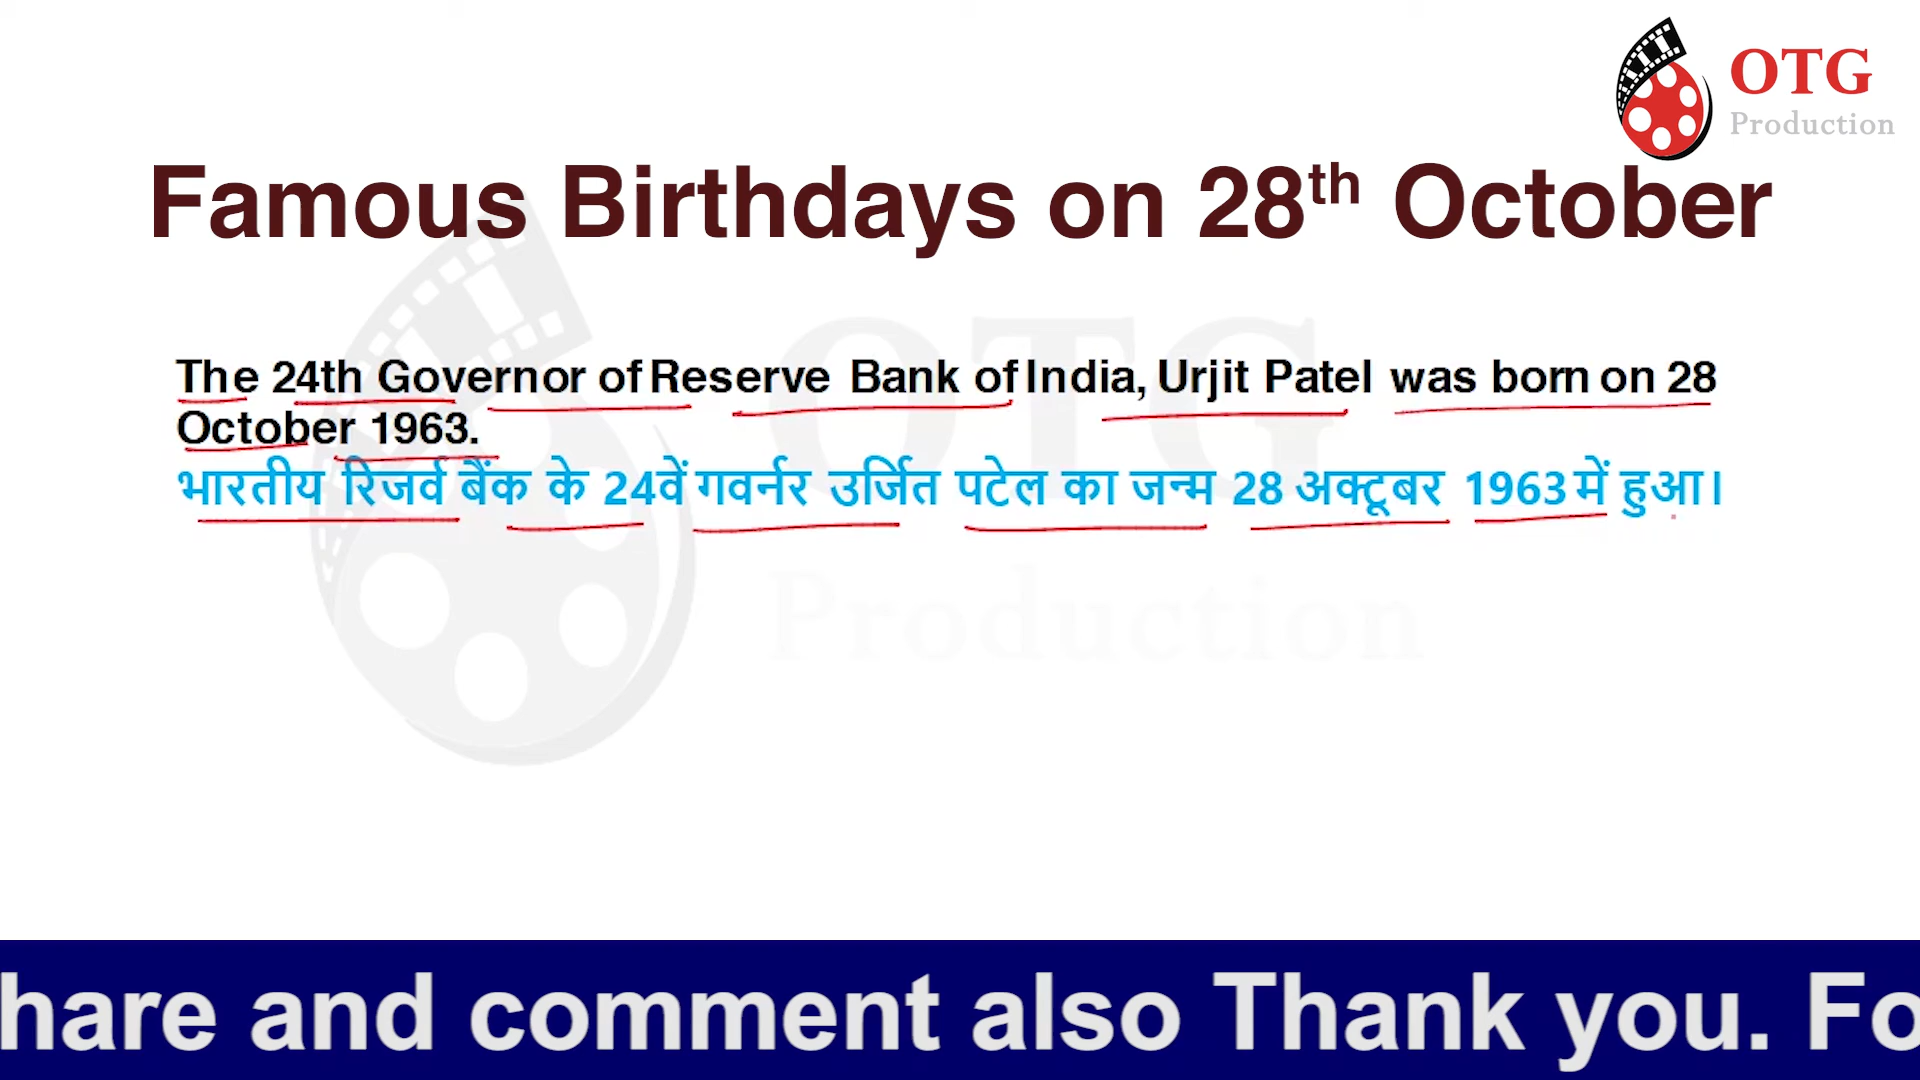 OTG
Production
Famous Birthdays on 28th October
The 24th Governor of Reserve Bank of India, Urjit Patel was born on 28
October 1963.
भारतीय रिजर्व बैंक के 24वें गवर्नर उर्जित पटेल का जन्म 28 अक्टूबर 1963 में हुआ।
OTG
Production
hare and comment also Thank you. Fo